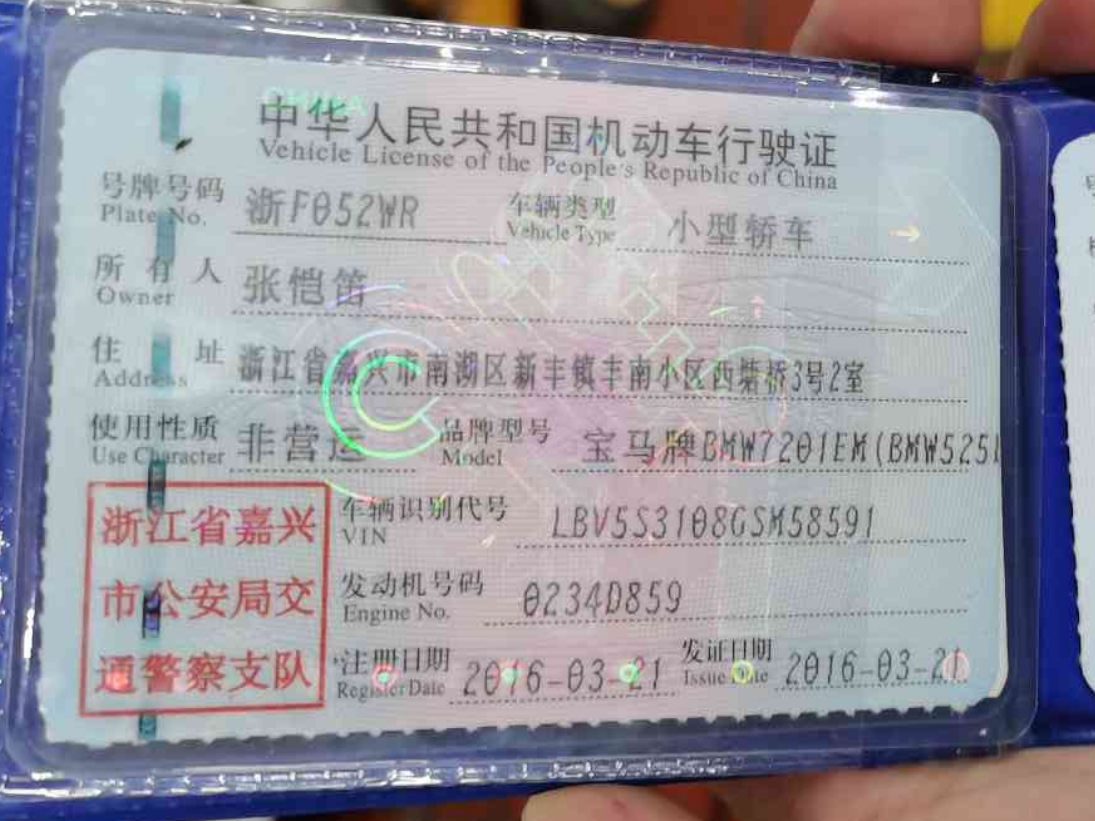 中华人民共和国机动车行驶证
Vehicle License of the People's Republic of China
号牌号码 浙F052WR 车辆类型 小型轿车
Plate No. Vehicle Type
所有人 张恺笛
Owner
住址 浙江省嘉兴市南湖区新丰镇丰南小区西塘桥3号2室
Address
使用性质 非营运 品牌型号 宝马牌BMW7201EM(BMW525l
Use Character Model
浙江省嘉兴
市公安局交
通警察支队
车辆识别代号 LBV5S3108GSM58591
VIN
发动机号码 0234D859
Engine No.
注册日期 2016-03-21 发证日期 2016-03-21
Register Date Issue Date